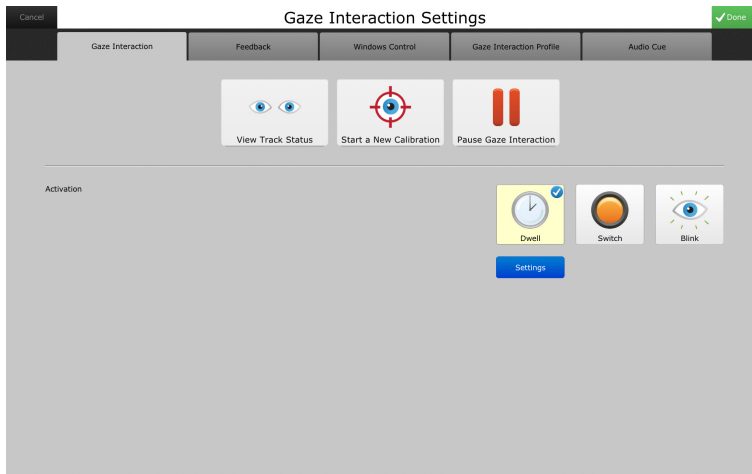 Cancel
Gaze Interaction Settings
Done
Gaze Interaction
Feedback
Windows Control
Gaze Interaction Profile
Audio Cue
View Track Status
Start a New Calibration
Pause Gaze Interaction
Activation
Dwell
Switch
Blink
Settings